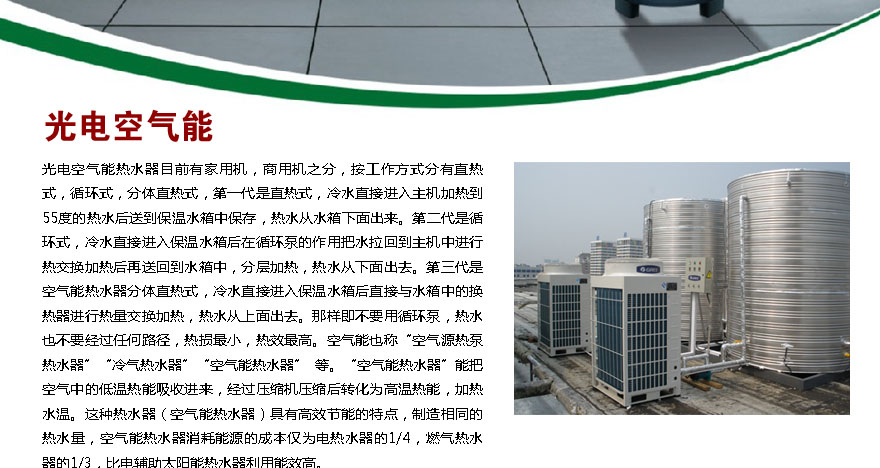 光电空气能
光电空气能热水器目前有家用机，商用机之分，按工作方式分有直热
式，循环式，分体直热式，第一代是直热式，冷水直接进入主机加热到
55度的热水后送到保温水箱中保存，热水从水箱下面出来。第二代是循
环式，冷水直接进入保温水箱后在循环泵的作用把水拉回到主机中进行
热交换加热后再送回到水箱中，分层加热，热水从下面出去。第三代是
空气能热水器分体直热式，冷水直接进入保温水箱后直接与水箱中的换
热器进行热量交换加热，热水从上面出去。那样即不要用循环泵，热水
也不要经过任何路径，热损最小，热效最高。空气能也称“空气源热泵
热水器”“冷气热水器”“空气能热水器” 等。“空气能热水器”能把
空气中的低温热能吸收进来，经过压缩机压缩后转化为高温热能，加热
水温。这种热水器（空气能热水器）具有高效节能的特点，制造相同的
热水量，空气能热水器消耗能源的成本仅为电热水器的1/4，燃气热水
器的1/3，比电辅助太阳能热水器利用能效高。